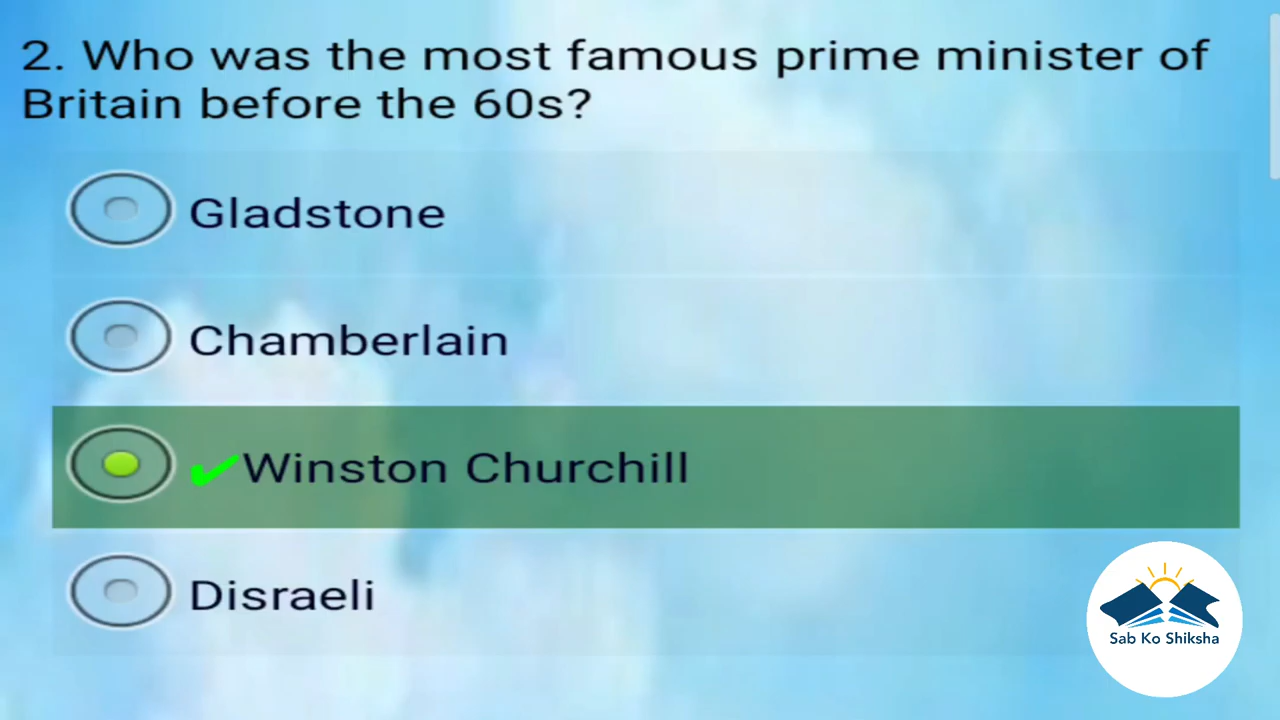 2. Who was the most famous prime minister of
Britain before the 60s?
Gladstone
Chamberlain
✔Winston Churchill
Disraeli
Sab Ko Shiksha